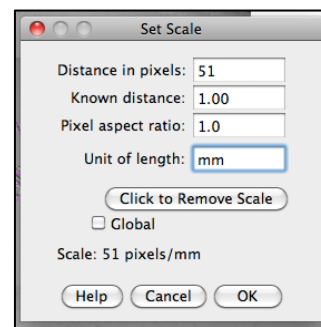 Set Scale
Distance in pixels: 51
Known distance: 1.00
Pixel aspect ratio: 1.0
Unit of length: mm
Click to Remove Scale
Global
Scale: 51 pixels/mm
Help Cancel OK